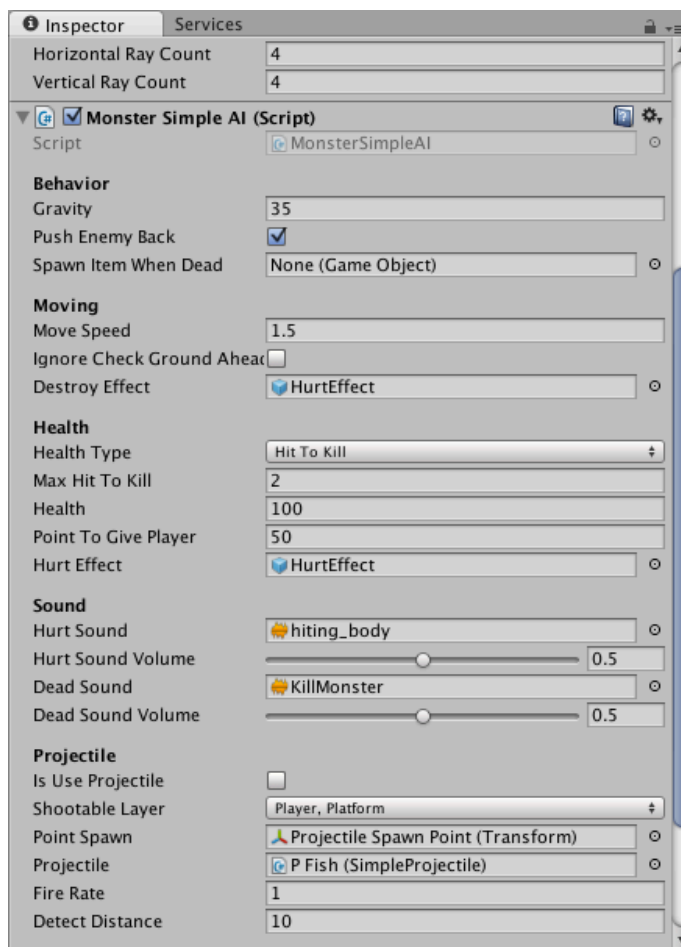 Inspector Services
Horizontal Ray Count 4
Vertical Ray Count 4
Monster Simple AI (Script)
Script MonsterSimpleAI
Behavior
Gravity 35
Push Enemy Back
Spawn Item When Dead None (Game Object)
Moving
Move Speed 1.5
Ignore Check Ground Ahead
Destroy Effect HurtEffect
Health
Health Type Hit To Kill
Max Hit To Kill 2
Health 100
Point To Give Player 50
Hurt Effect HurtEffect
Sound
Hurt Sound hiting_body
Hurt Sound Volume 0.5
Dead Sound KillMonster
Dead Sound Volume 0.5
Projectile
Is Use Projectile
Shootable Layer Player, Platform
Point Spawn Projectile Spawn Point (Transform)
Projectile P Fish (SimpleProjectile)
Fire Rate 1
Detect Distance 10